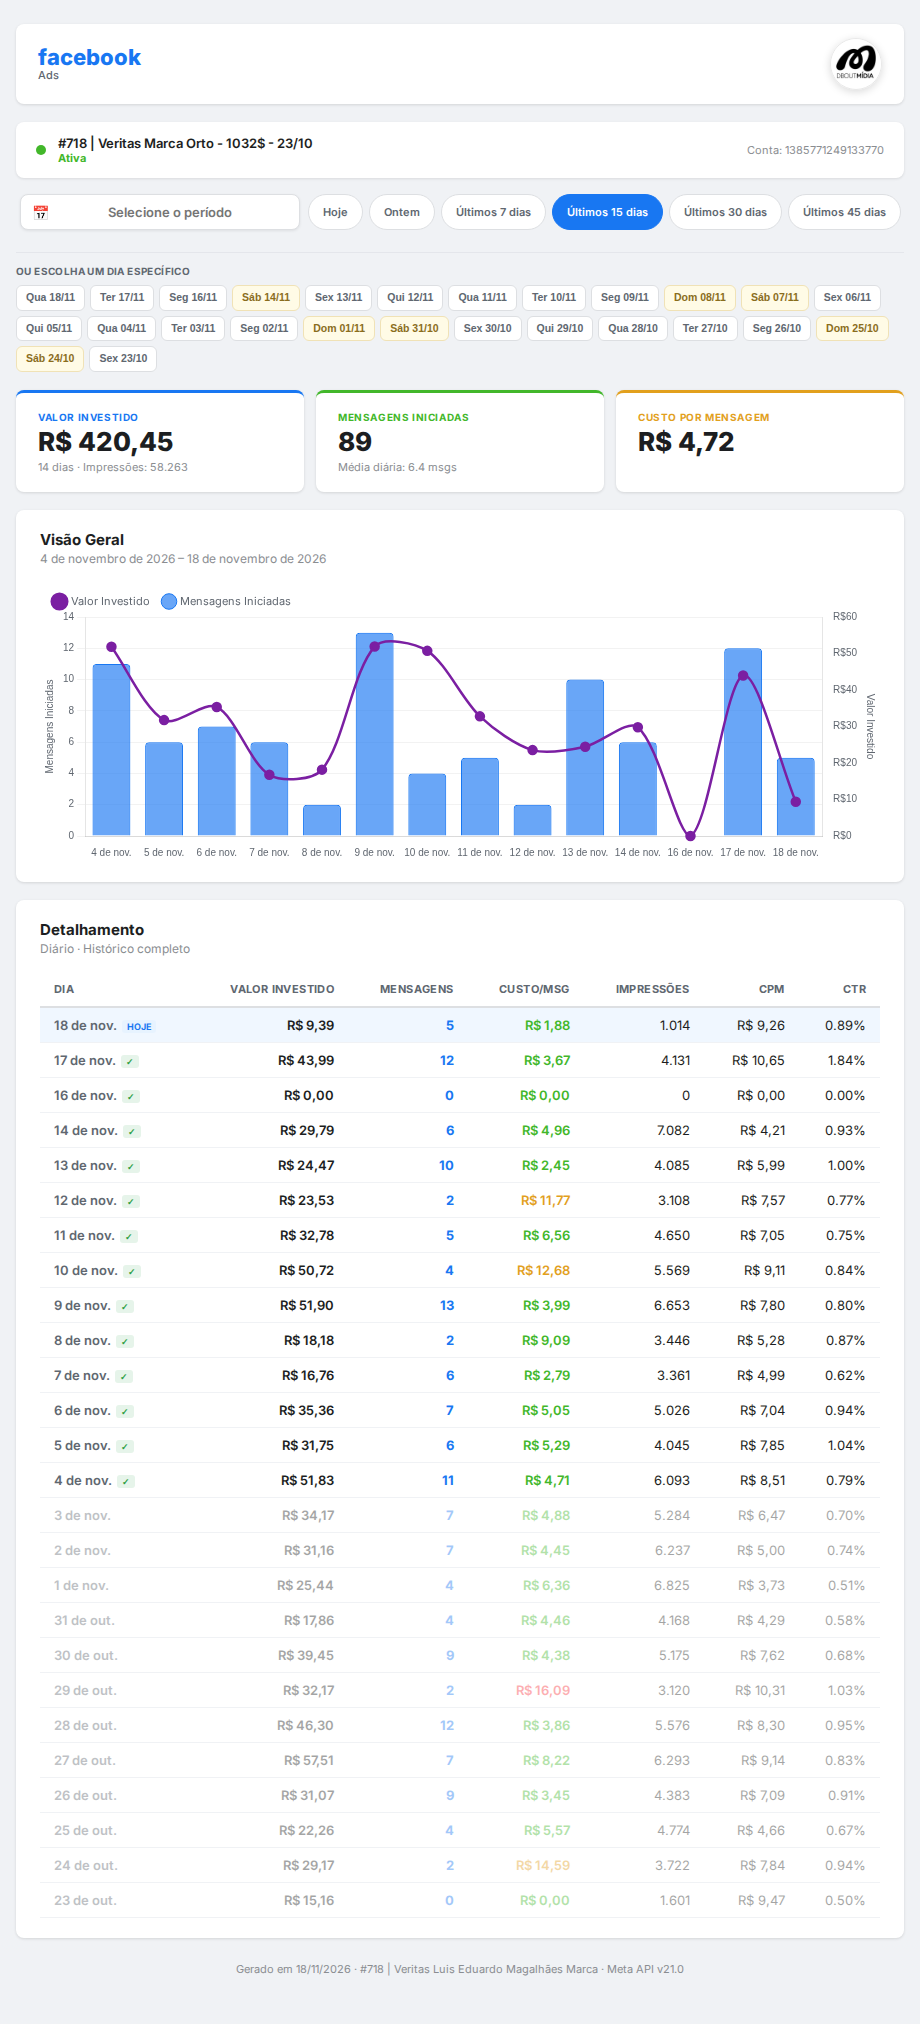 facebook
Ads
DBOUTMÍDIA
#718 | Veritas Marca Orto - 1032$ - 23/10
Ativa
Conta: 1385771249133770
Selecione o período
Hoje
Ontem
Últimos 7 dias
Últimos 15 dias
Últimos 30 dias
Últimos 45 dias
OU ESCOLHA UM DIA ESPECÍFICO
Qua 18/11 Ter 17/11 Seg 16/11 Sáb 14/11 Sex 13/11 Qui 12/11 Qua 11/11 Ter 10/11 Seg 09/11 Dom 08/11 Sáb 07/11 Sex 06/11
Qui 05/11 Qua 04/11 Ter 03/11 Seg 02/11 Dom 01/11 Sáb 31/10 Sex 30/10 Qui 29/10 Qua 28/10 Ter 27/10 Seg 26/10 Dom 25/10
Sáb 24/10 Sex 23/10
VALOR INVESTIDO
R$ 420,45
14 dias · Impressões: 58.263
MENSAGENS INICIADAS
89
Média diária: 6.4 msgs
CUSTO POR MENSAGEM
R$ 4,72
Visão Geral
4 de novembro de 2026 – 18 de novembro de 2026
Valor Investido Mensagens Iniciadas
Mensagens Iniciadas
14
12
10
8
6
4
2
0
R$60
R$50
R$40
R$30
R$20
R$10
R$0
Valor Investido
4 de nov. 5 de nov. 6 de nov. 7 de nov. 8 de nov. 9 de nov. 10 de nov. 11 de nov. 12 de nov. 13 de nov. 14 de nov. 16 de nov. 17 de nov. 18 de nov.
Detalhamento
Diário · Histórico completo
DIA VALOR INVESTIDO MENSAGENS CUSTO/MSG IMPRESSÕES CPM CTR
18 de nov. HOJE R$ 9,39 5 R$ 1,88 1.014 R$ 9,26 0.89%
17 de nov. ✓ R$ 43,99 12 R$ 3,67 4.131 R$ 10,65 1.84%
16 de nov. ✓ R$ 0,00 0 R$ 0,00 0 R$ 0,00 0.00%
14 de nov. ✓ R$ 29,79 6 R$ 4,96 7.082 R$ 4,21 0.93%
13 de nov. ✓ R$ 24,47 10 R$ 2,45 4.085 R$ 5,99 1.00%
12 de nov. ✓ R$ 23,53 2 R$ 11,77 3.108 R$ 7,57 0.77%
11 de nov. ✓ R$ 32,78 5 R$ 6,56 4.650 R$ 7,05 0.75%
10 de nov. ✓ R$ 50,72 4 R$ 12,68 5.569 R$ 9,11 0.84%
9 de nov. ✓ R$ 51,90 13 R$ 3,99 6.653 R$ 7,80 0.80%
8 de nov. ✓ R$ 18,18 2 R$ 9,09 3.446 R$ 5,28 0.87%
7 de nov. ✓ R$ 16,76 6 R$ 2,79 3.361 R$ 4,99 0.62%
6 de nov. ✓ R$ 35,36 7 R$ 5,05 5.026 R$ 7,04 0.94%
5 de nov. ✓ R$ 31,75 6 R$ 5,29 4.045 R$ 7,85 1.04%
4 de nov. ✓ R$ 51,83 11 R$ 4,71 6.093 R$ 8,51 0.79%
3 de nov. R$ 34,17 7 R$ 4,88 5.284 R$ 6,47 0.70%
2 de nov. R$ 31,16 7 R$ 4,45 6.237 R$ 5,00 0.74%
1 de nov. R$ 25,44 4 R$ 6,36 6.825 R$ 3,73 0.51%
31 de out. R$ 17,86 4 R$ 4,46 4.168 R$ 4,29 0.58%
30 de out. R$ 39,45 9 R$ 4,38 5.175 R$ 7,62 0.68%
29 de out. R$ 32,17 2 R$ 16,09 3.120 R$ 10,31 1.03%
28 de out. R$ 46,30 12 R$ 3,86 5.576 R$ 8,30 0.95%
27 de out. R$ 57,51 7 R$ 8,22 6.293 R$ 9,14 0.83%
26 de out. R$ 31,07 9 R$ 3,45 4.383 R$ 7,09 0.91%
25 de out. R$ 22,26 4 R$ 5,57 4.774 R$ 4,66 0.67%
24 de out. R$ 29,17 2 R$ 14,59 3.722 R$ 7,84 0.94%
23 de out. R$ 15,16 0 R$ 0,00 1.601 R$ 9,47 0.50%
Gerado em 18/11/2026 · #718 | Veritas Luis Eduardo Magalhães Marca · Meta API v21.0